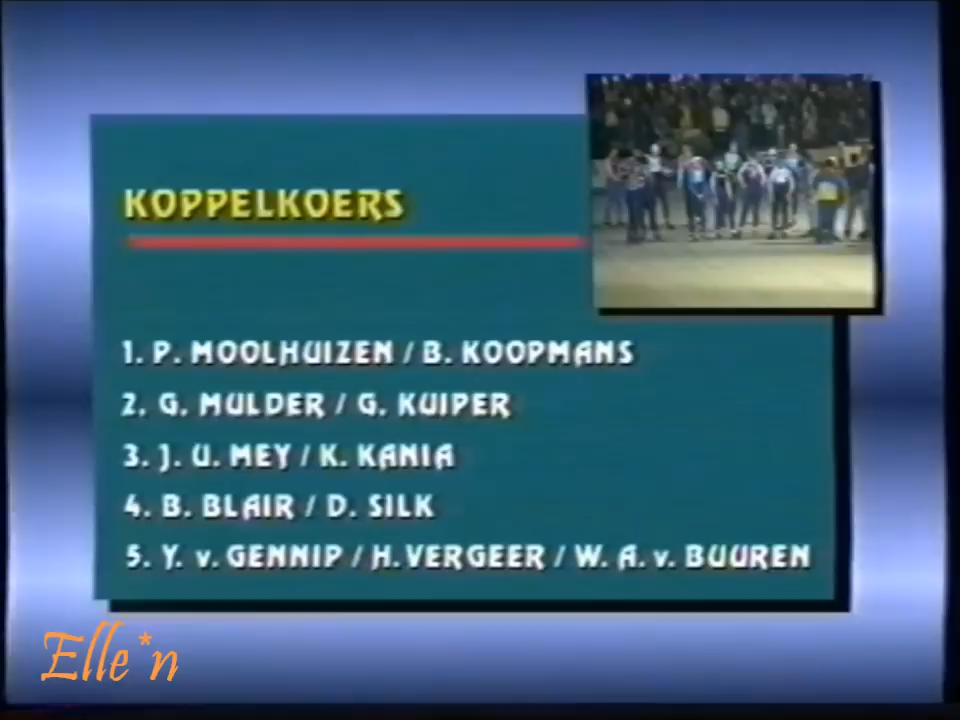 KOPPELKOERS
1. P. MOOLHUIZEN / B. KOOPMANS
2. G. MULDER / G. KUIPER
3. J. U. MEY / K. KANIA
4. B. BLAIR / D. SILK
5. Y. v. GENNIP / H. VERGEER / W. A. v. BUUREN
Elle*n